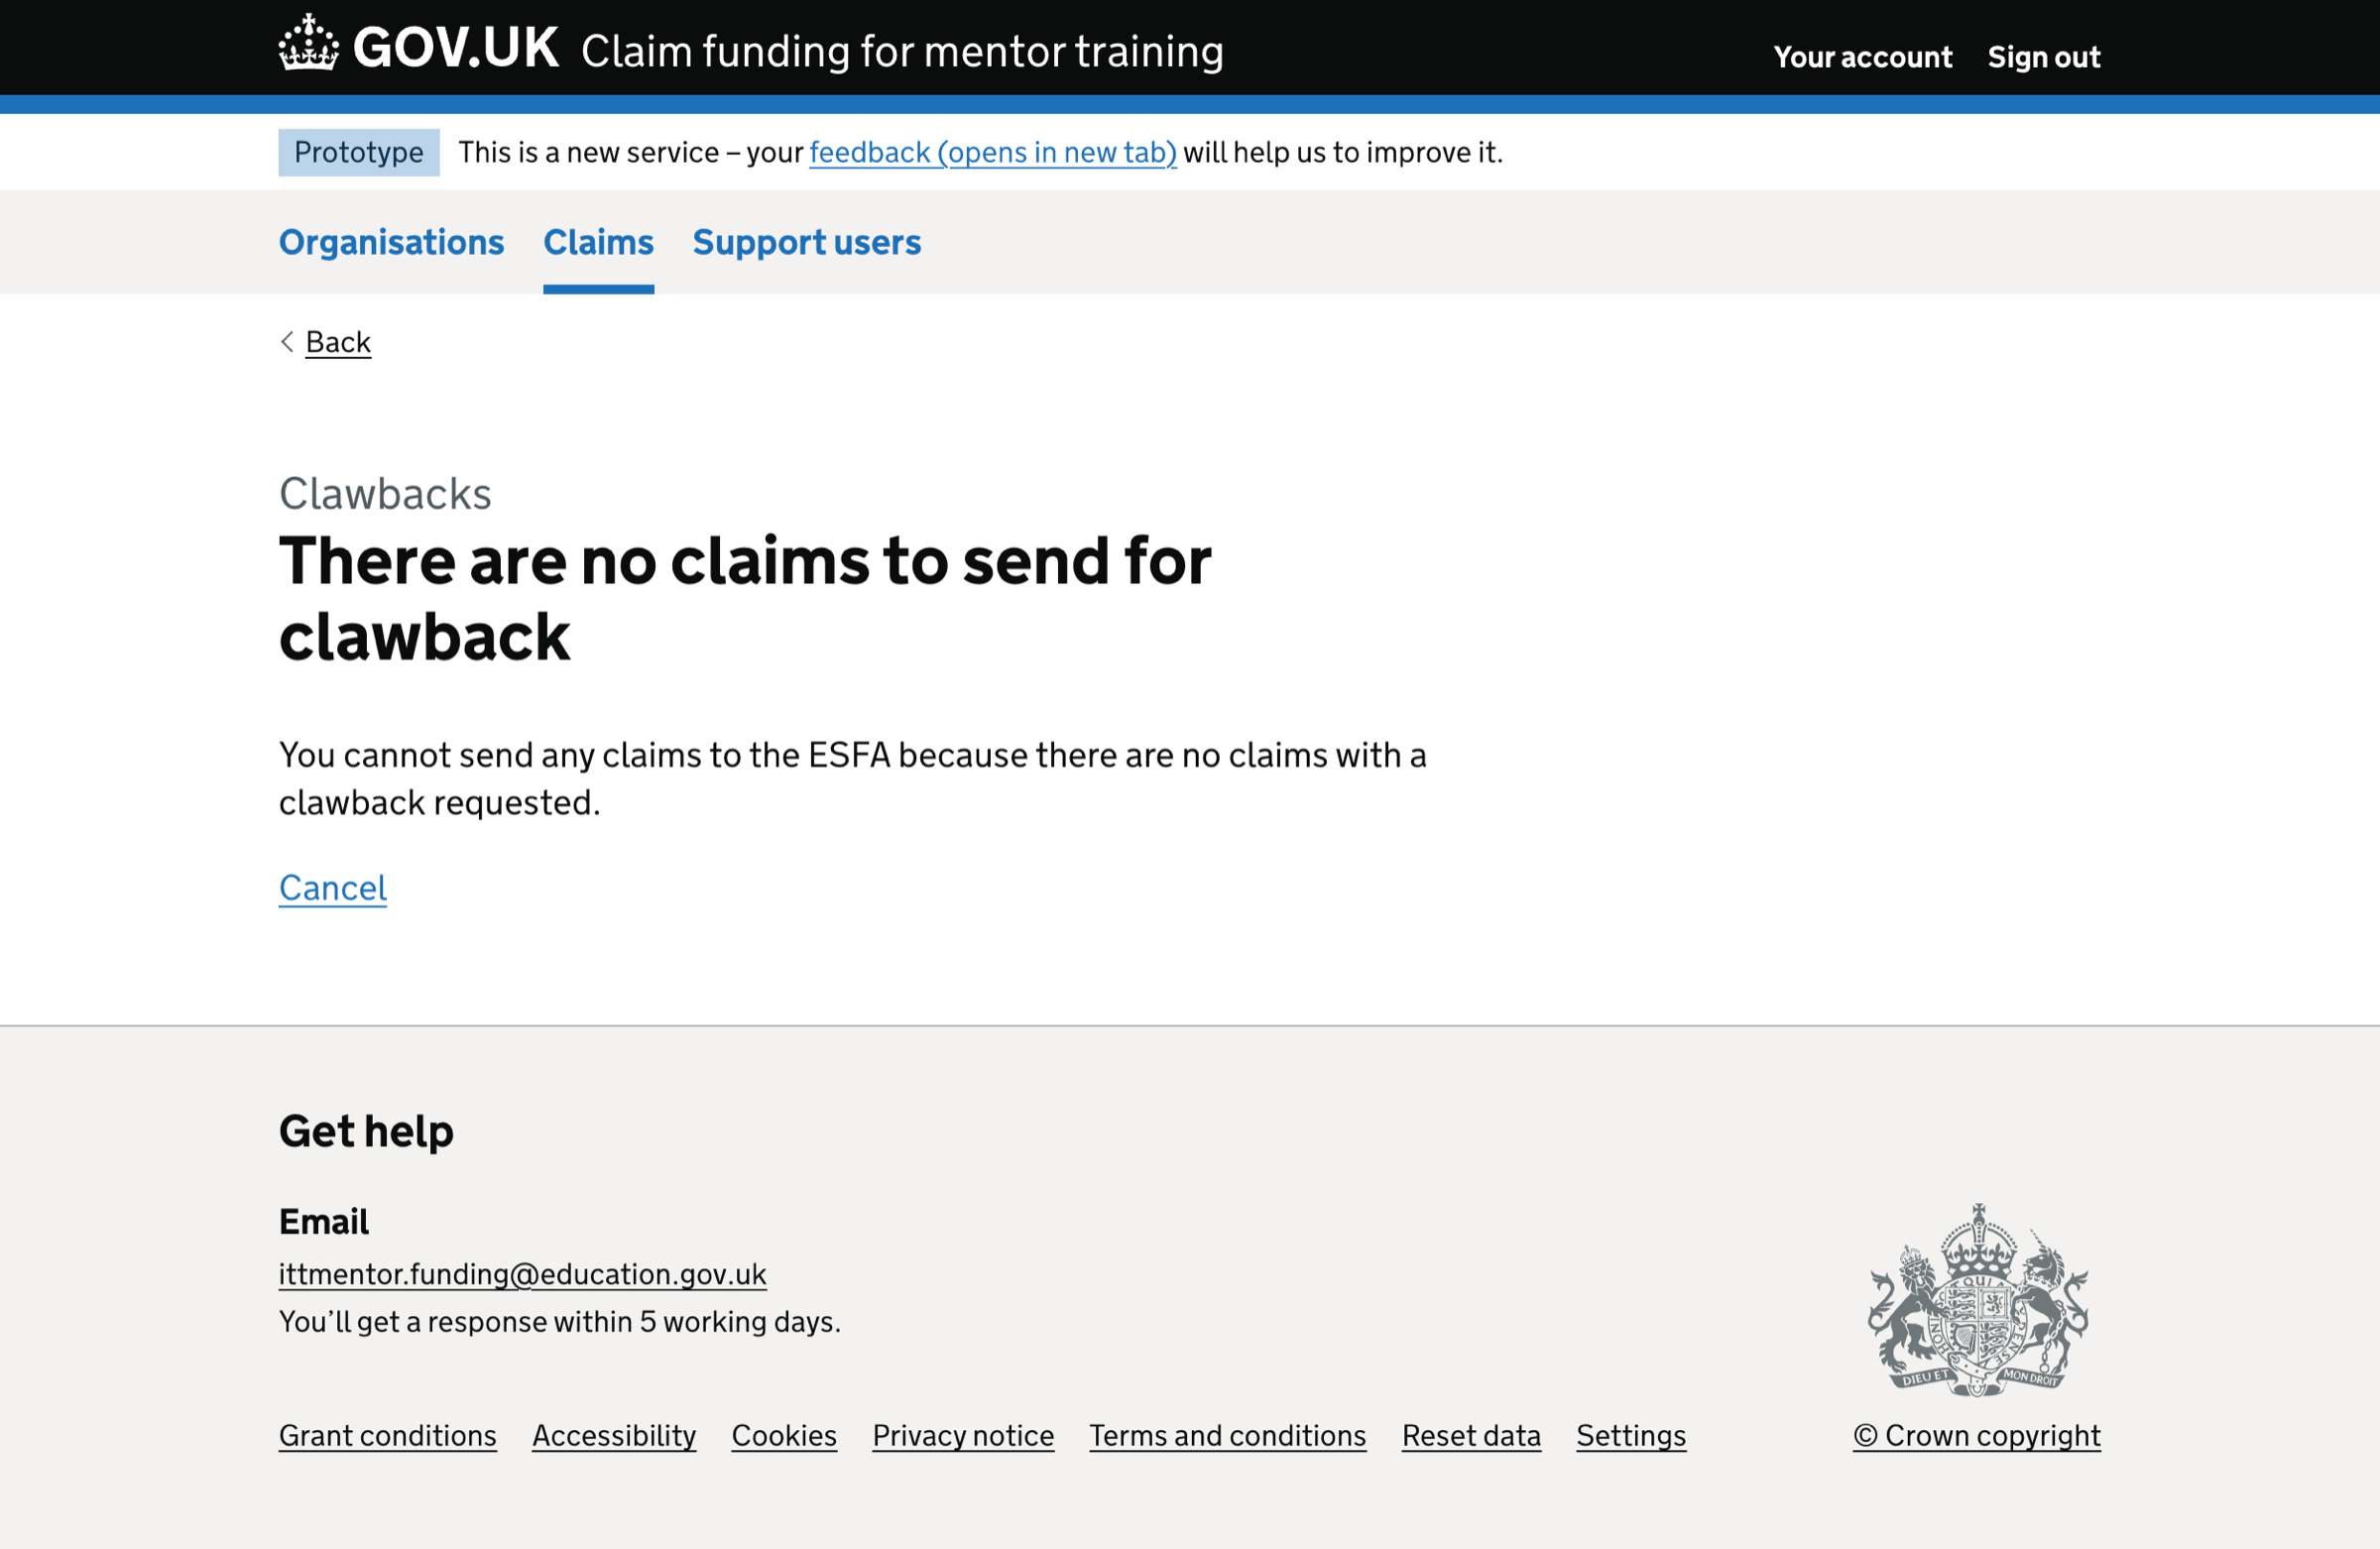 GOV.UK Claim funding for mentor training Your account Sign out
Prototype This is a new service – your feedback (opens in new tab) will help us to improve it.
Organisations Claims Support users
Back
Clawbacks
There are no claims to send for
clawback
You cannot send any claims to the ESFA because there are no claims with a
clawback requested.
Cancel
Get help
Email
ittmentor.funding@education.gov.uk
You’ll get a response within 5 working days.
DIEU ET MON DROIT
Grant conditions Accessibility Cookies Privacy notice Terms and conditions Reset data Settings © Crown copyright